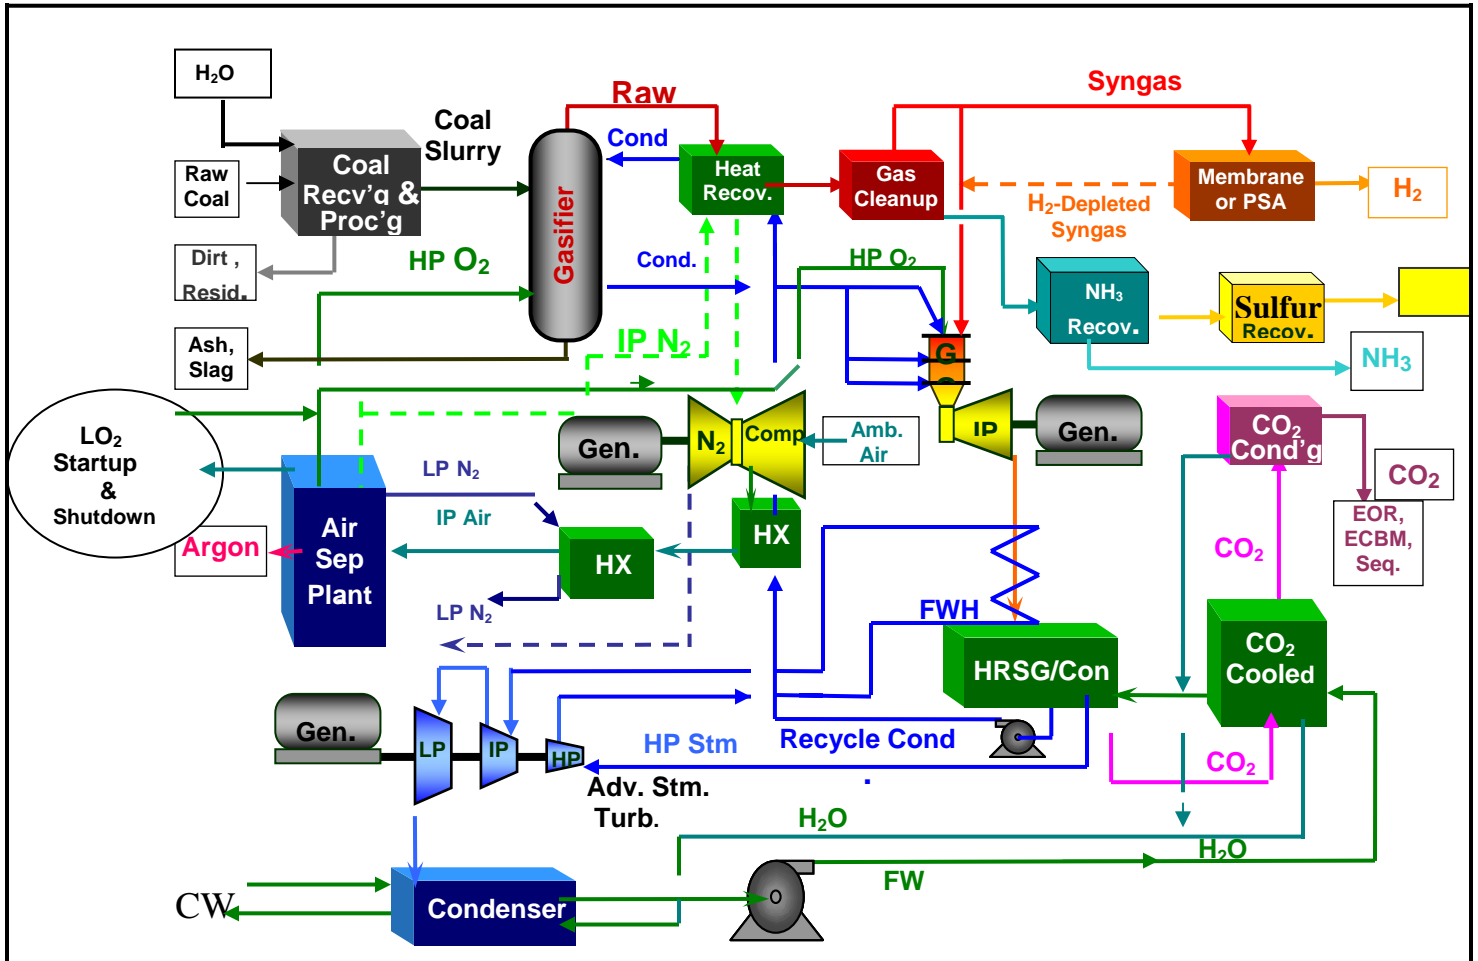 H₂O
Raw
Coal
Coal
Recv'g &
Proc'g
Coal
Slurry
Dirt ,
Resid.
Ash,
Slag
HP O₂
Gasifier
Raw
Cond
Heat
Recov.
Cond.
IP N₂
Gas
Cleanup
Syngas
H₂-Depleted
Syngas
Membrane
or PSA
H₂
HP O₂
NH₃
Recov.
Sulfur
Recov.
NH₃
G
LO₂
Startup
&
Shutdown
Argon
Air
Sep
Plant
LP N₂
IP Air
LP N₂
HX
HX
Gen.
N₂
Comp
Amb.
Air
IP
Gen.
CO₂
Cond'g
CO₂
EOR,
ECBM,
Seq.
CO₂
CO₂
Cooled
CO₂
FWH
HRSG/Con
Recycle Cond
.
Gen.
LP
IP
HP
HP Stm
Adv. Stm.
Turb.
H₂O
H₂O
FW
CW
Condenser